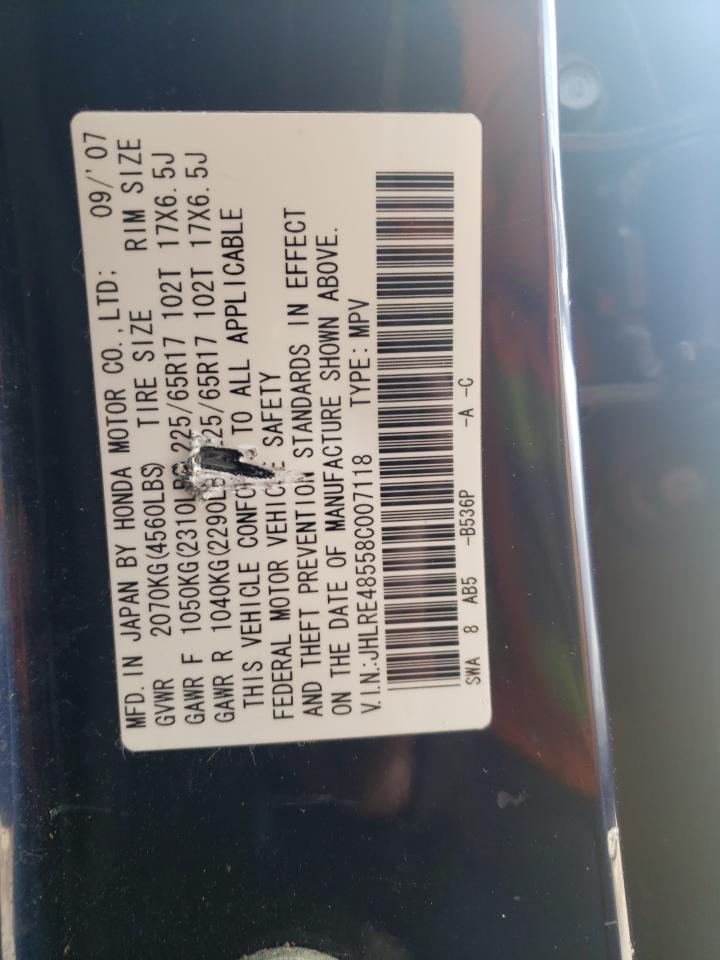 MFD. IN JAPAN BY HONDA MOTOR CO.,LTD; 09/'07
GVWR 2070KG(4560LBS) TIRE SIZE RIM SIZE
GAWR F 1050KG(2310LB 225/65R17 102T 17X6.5J
GAWR R 1040KG(2290LB 25/65R17 102T 17X6.5J
THIS VEHICLE CONFO TO ALL APPLICABLE
FEDERAL MOTOR VEHIC E SAFETY
AND THEFT PREVENTION STANDARDS IN EFFECT
ON THE DATE OF MANUFACTURE SHOWN ABOVE.
V.I.N.:JHLRE48558C007118 TYPE:MPV
SWA 8 AB5 -B536P -A -C